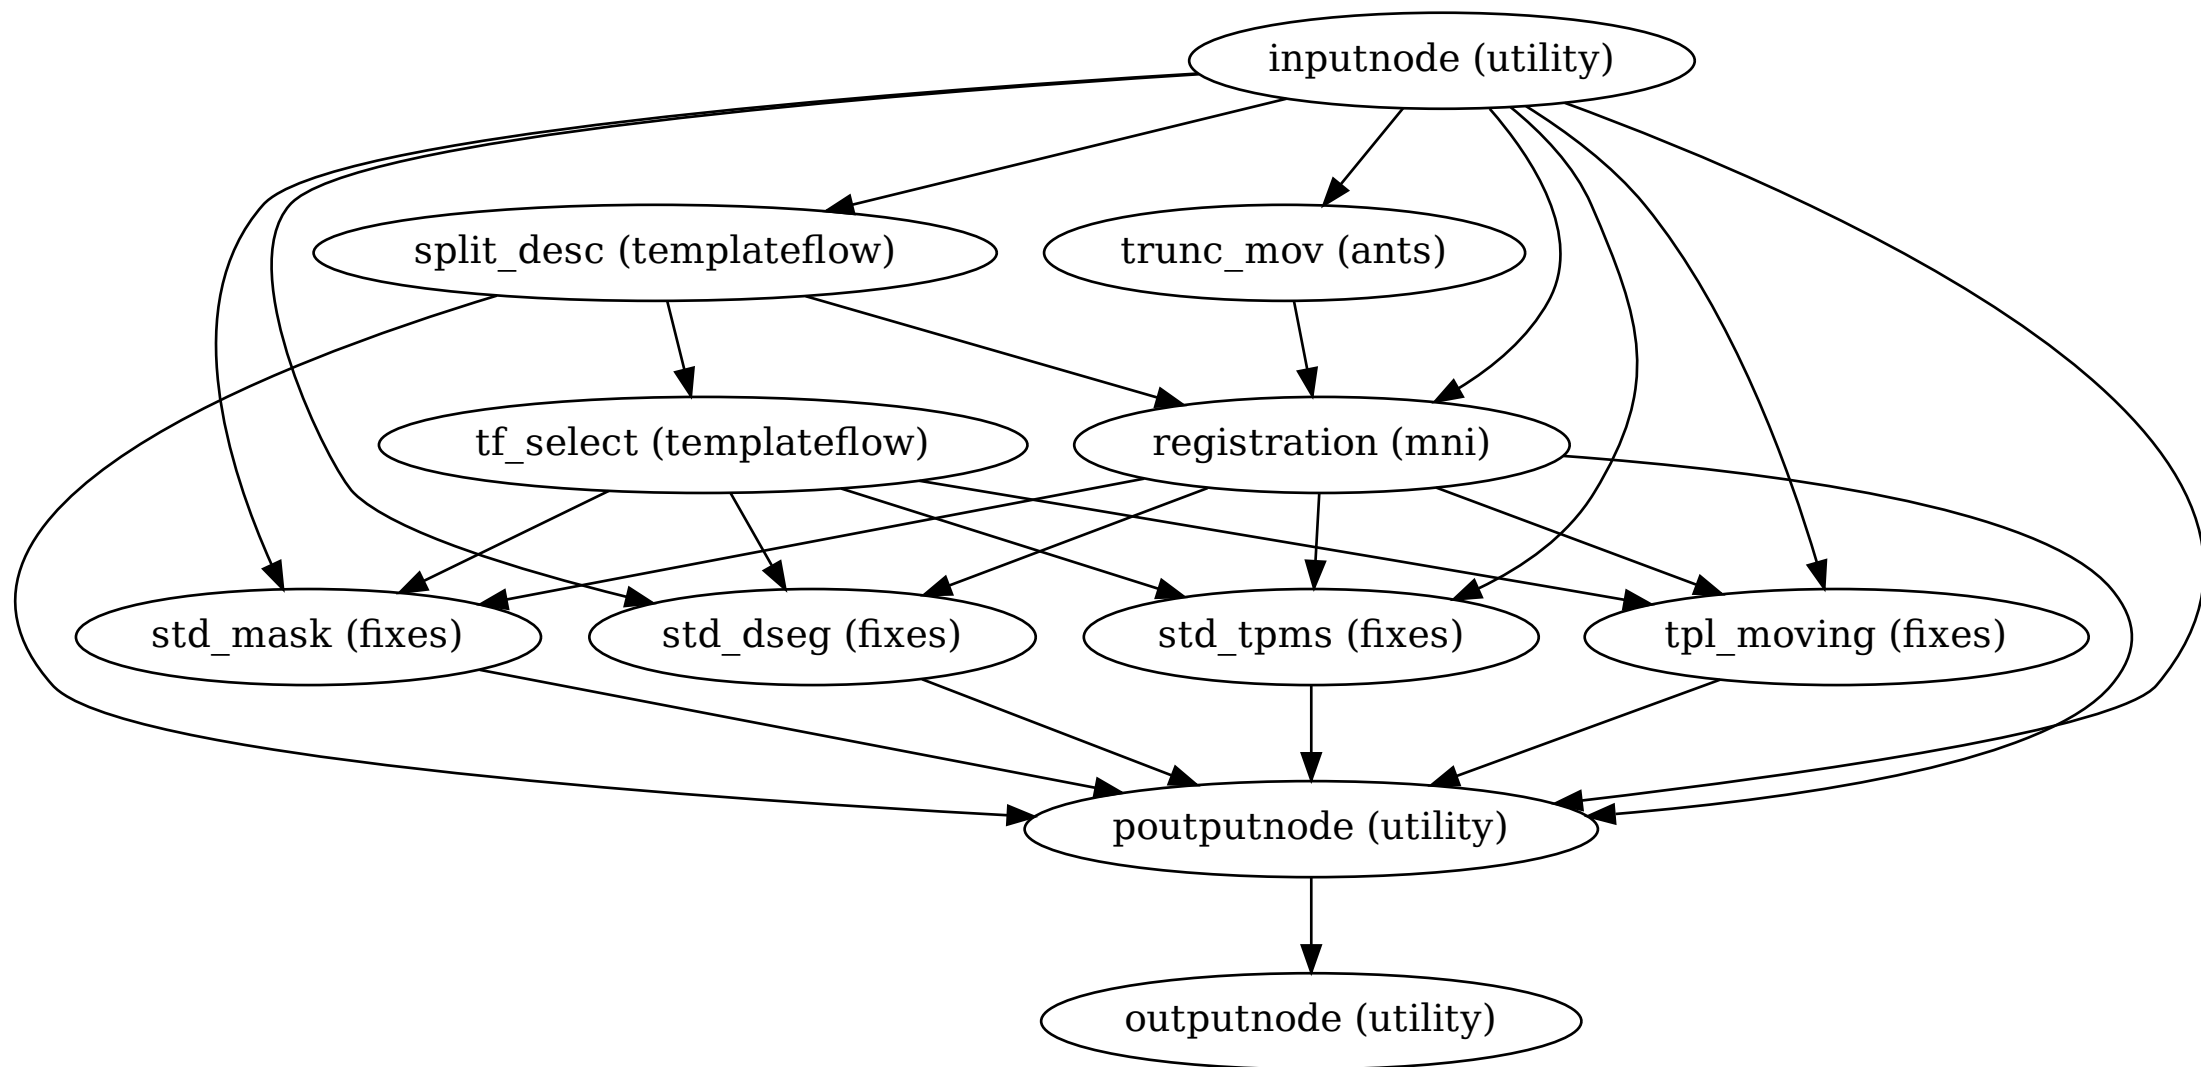 inputnode (utility)
split_desc (templateflow)
trunc_mov (ants)
tf_select (templateflow)
registration (mni)
std_mask (fixes)
std_dseg (fixes)
std_tpms (fixes)
tpl_moving (fixes)
poutputnode (utility)
outputnode (utility)